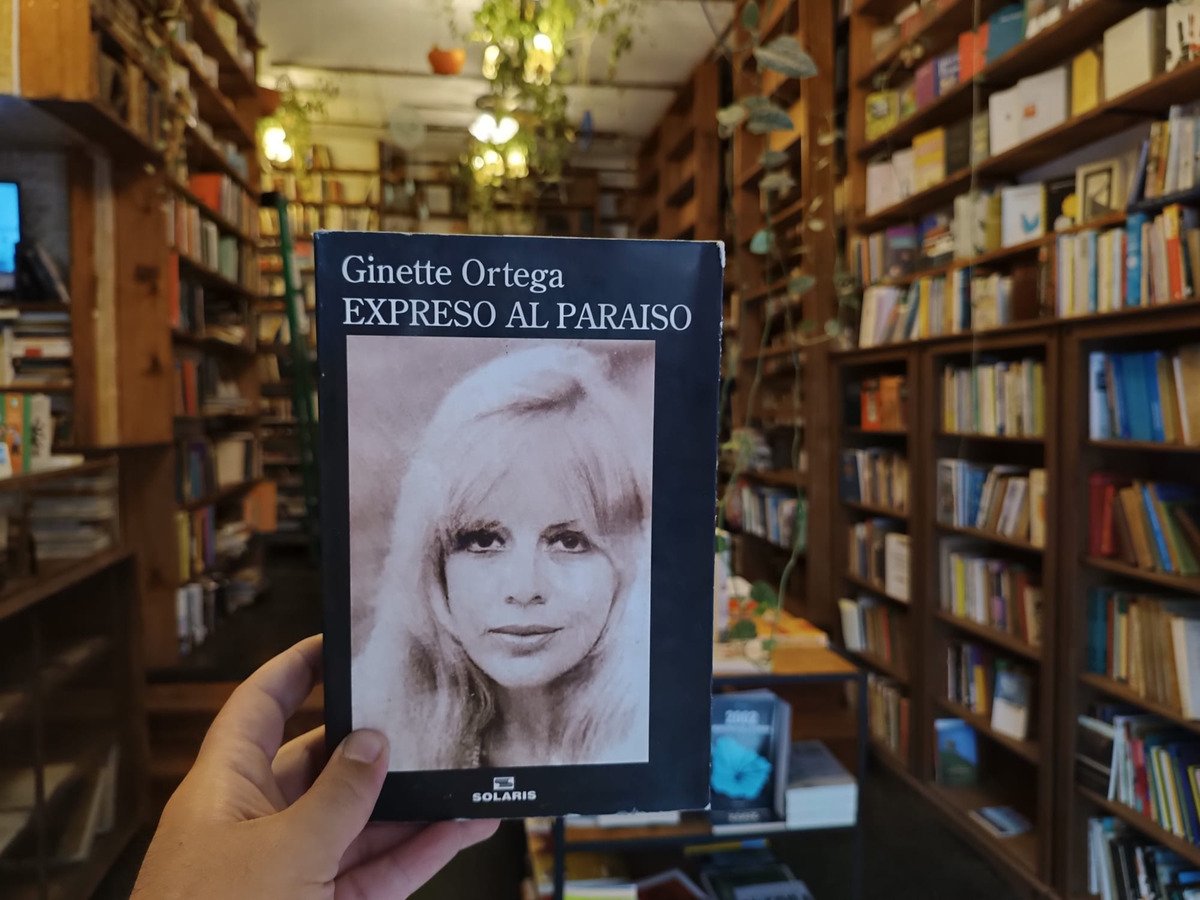 Ginette Ortega
EXPRESO AL PARAISO
SOLARIS